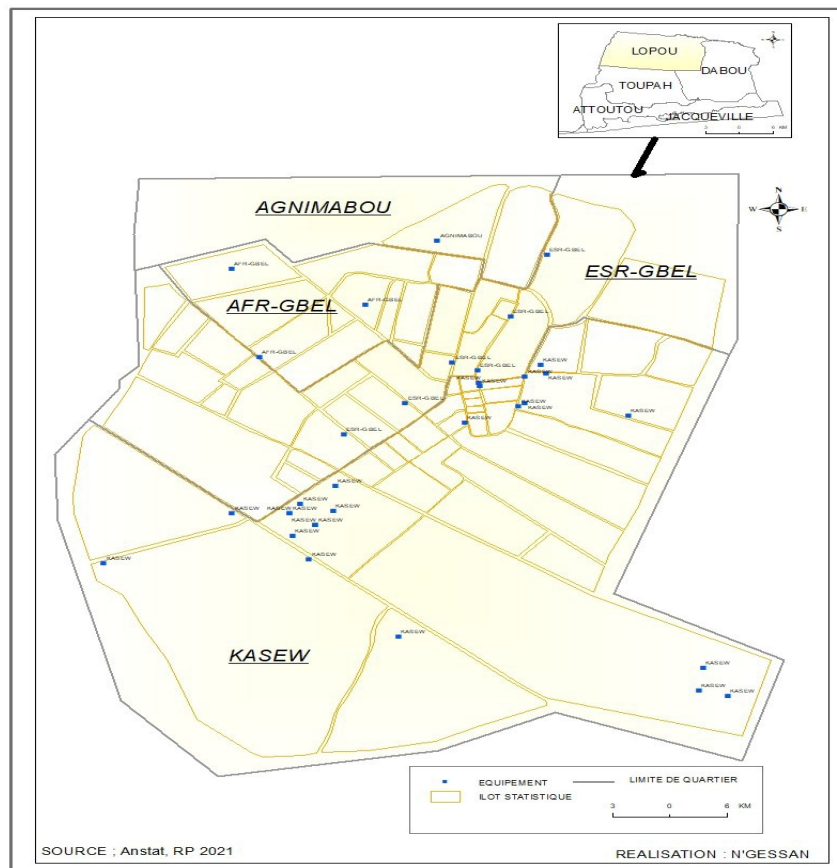 LOPOU
DABOU
TOUPAH
ATTOUTOU
JACQUEVILLE
3 0 6 KM
N
W E
S
AGNIMABOU
AGNIMABOU
ESR-GBEL
ESR-GBEL
AFR-GBEL
AFR-GBEL
AFR-GBEL
ESR-GBEL
AFR-GBEL
ESR-GBEL
KASEW
ESR-GBEL
KASEW
KASEW
KASEW
KASEW
ESR-GBEL
KASEW
KASEW
KASEW
KASEW
ESR-GBEL
KASEW
KASEW
KASEW
KASEW KASEW
KASEW
KASEW KASEW
KASEW
KASEW
KASEW
KASEW
KASEW
KASEW
KASEW
KASEW
EQUIPEMENT LIMITE DE QUARTIER
ILOT STATISTIQUE
3 0 6 KM
SOURCE ; Anstat, RP 2021
REALISATION : N'GESSAN